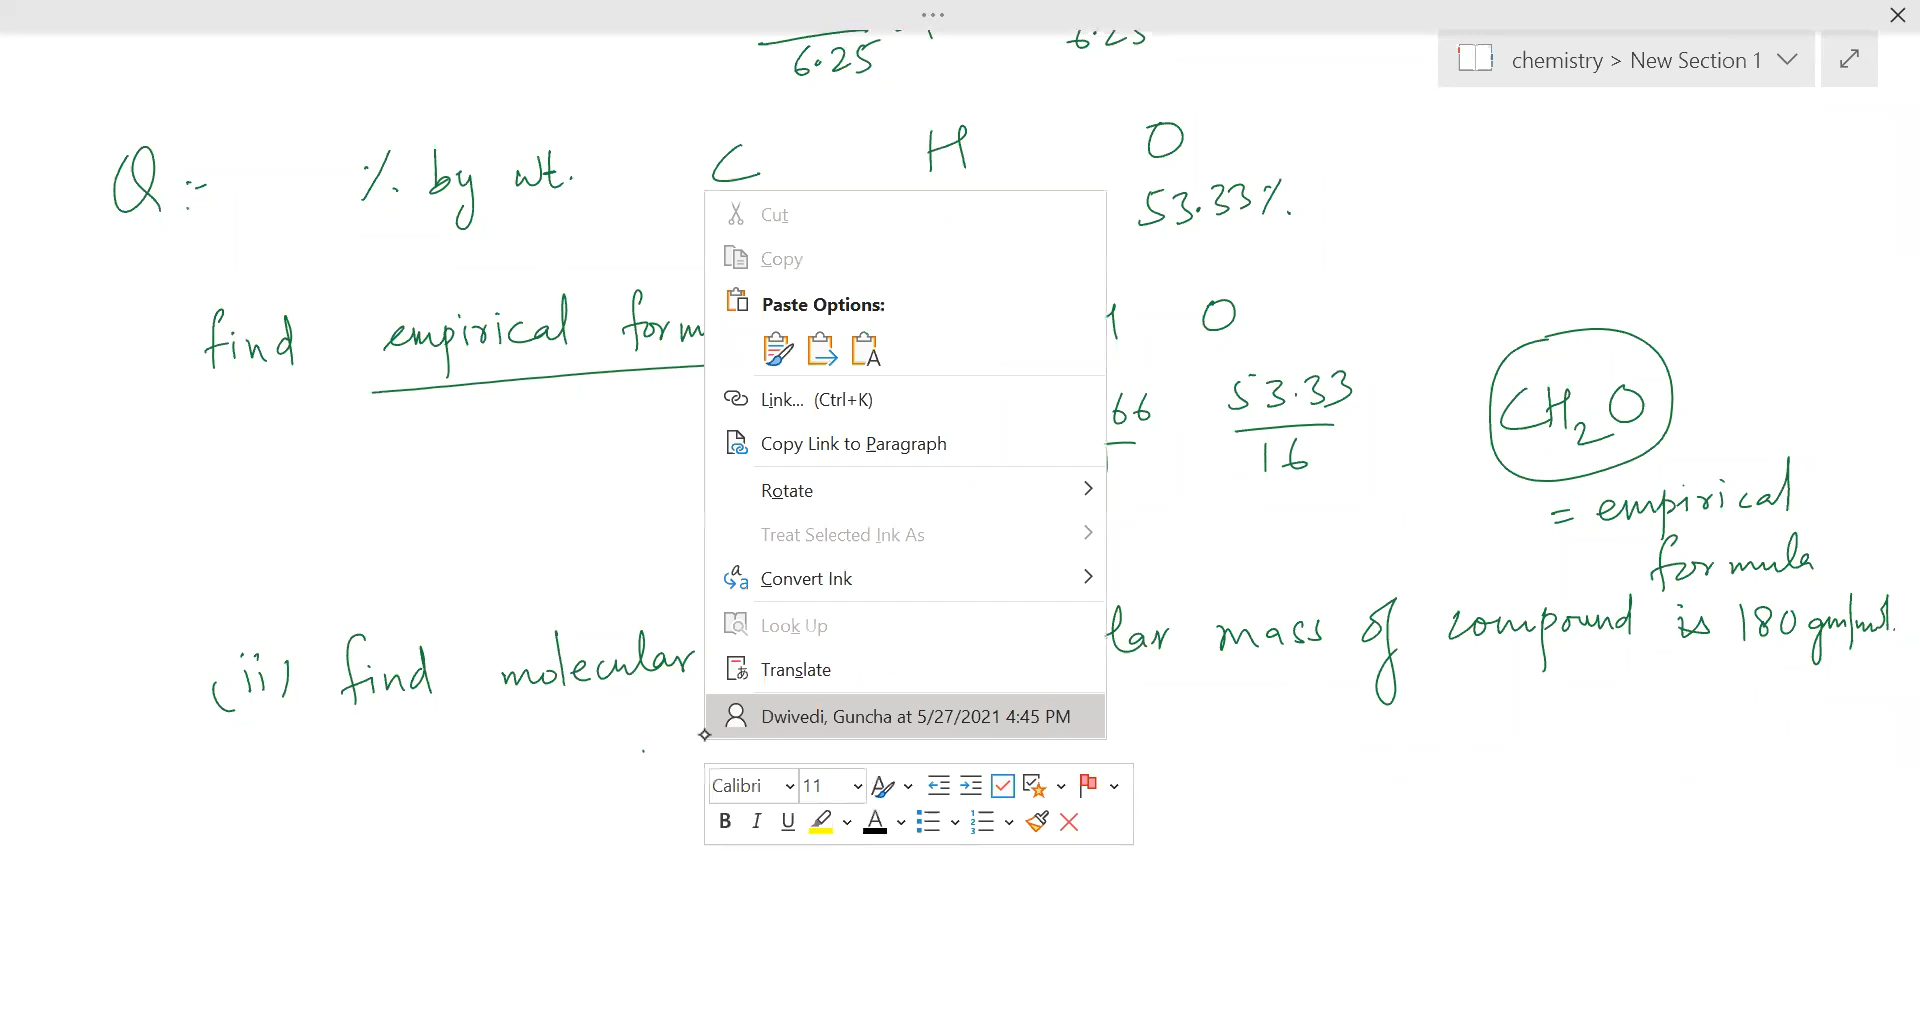 6.25
6.25
chemistry > New Section 1
Q :- % by wt. C H O
53.33%
Cut
Copy
Paste Options:
find empirical form
O
66 53.33
16
CH2O
= empirical
formula
Link... (Ctrl+K)
Copy Link to Paragraph
Rotate
Treat Selected Ink As
Convert Ink
Look Up
Translate
Dwivedi, Guncha at 5/27/2021 4:45 PM
(ii) find molecular lar mass of compound is 180 gm/mol.
Calibri 11
B I U A